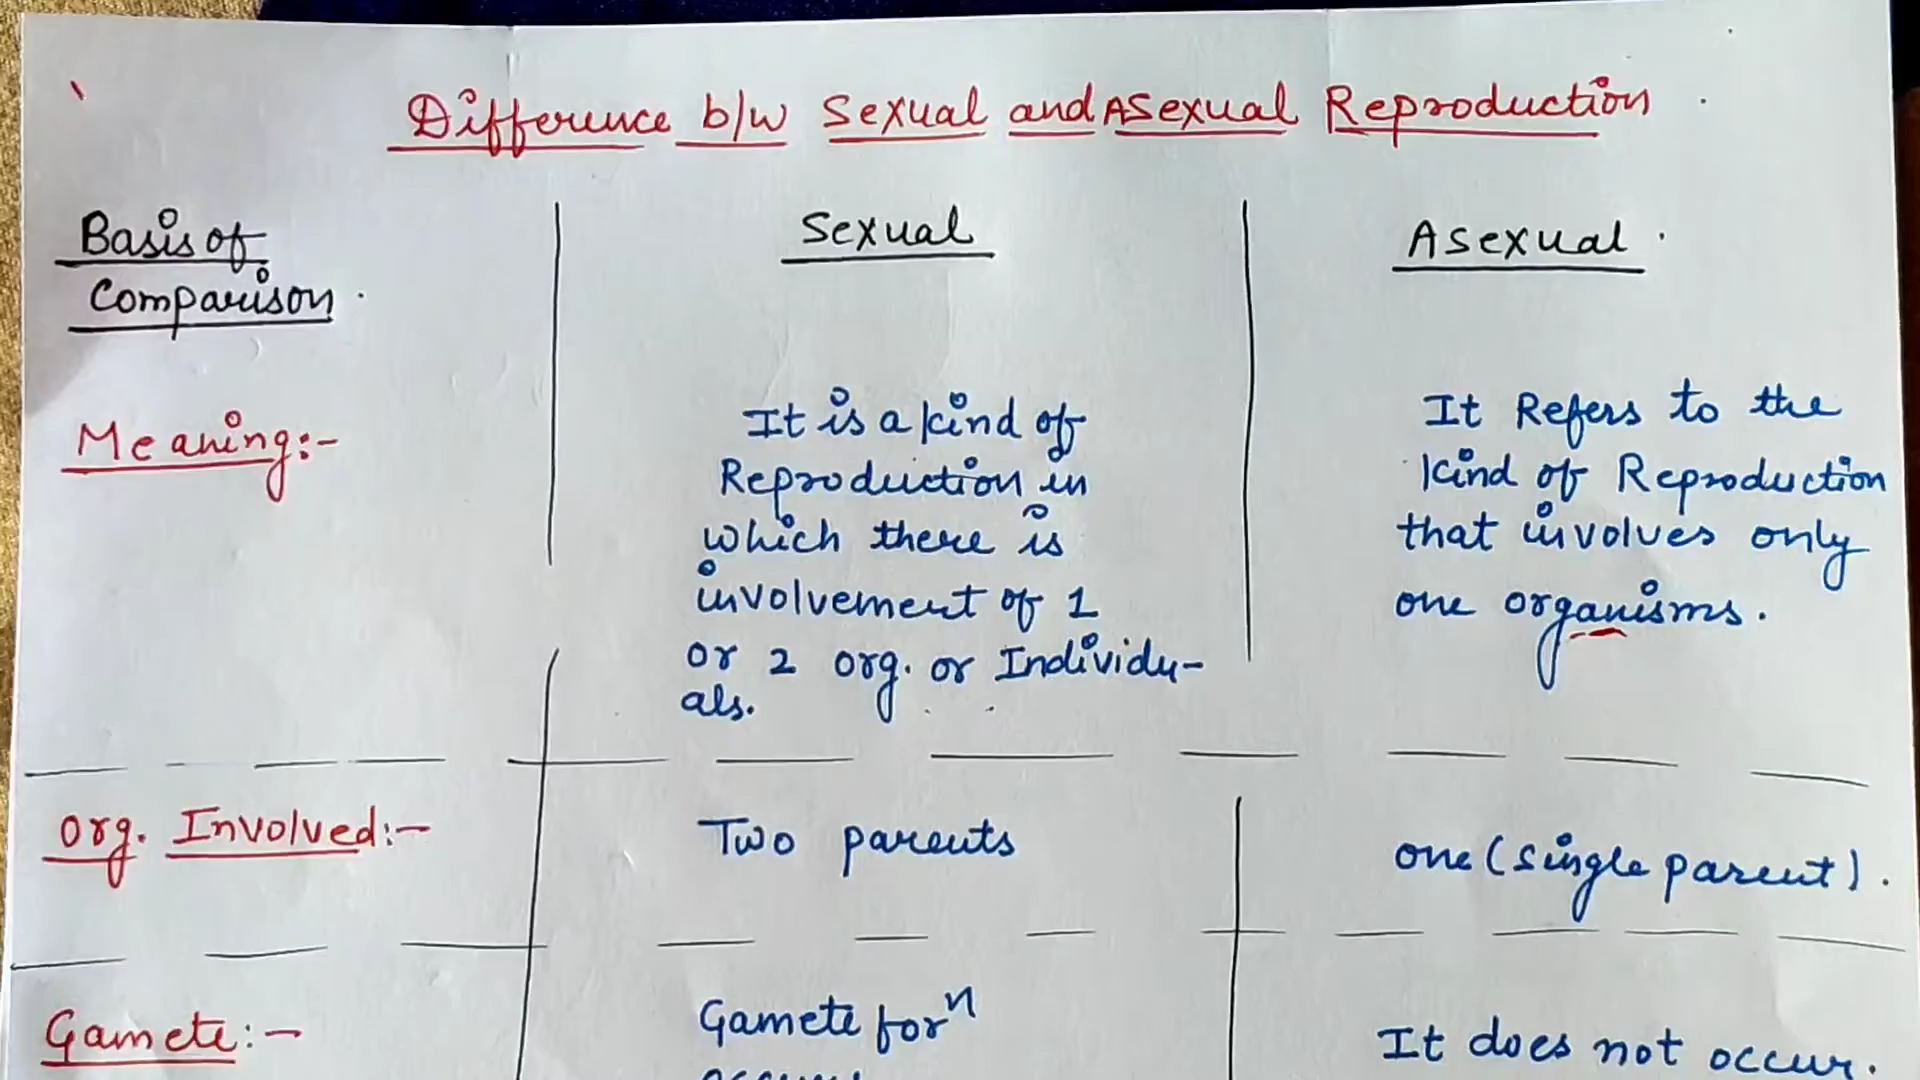 Difference b/w Sexual and Asexual Reproduction
Basis of
Comparison.
Sexual
Asexual.
Meaning:-
It is a kind of
Reproduction in
which there is
involvement of 1
or 2 org. or Individu-
als.
It Refers to the
kind of Reproduction
that involves only
one organisms.
Org. Involved:-
Two parents
one (single parent).
Gamete:-
Gamete forⁿ
occurs
It does not occur.